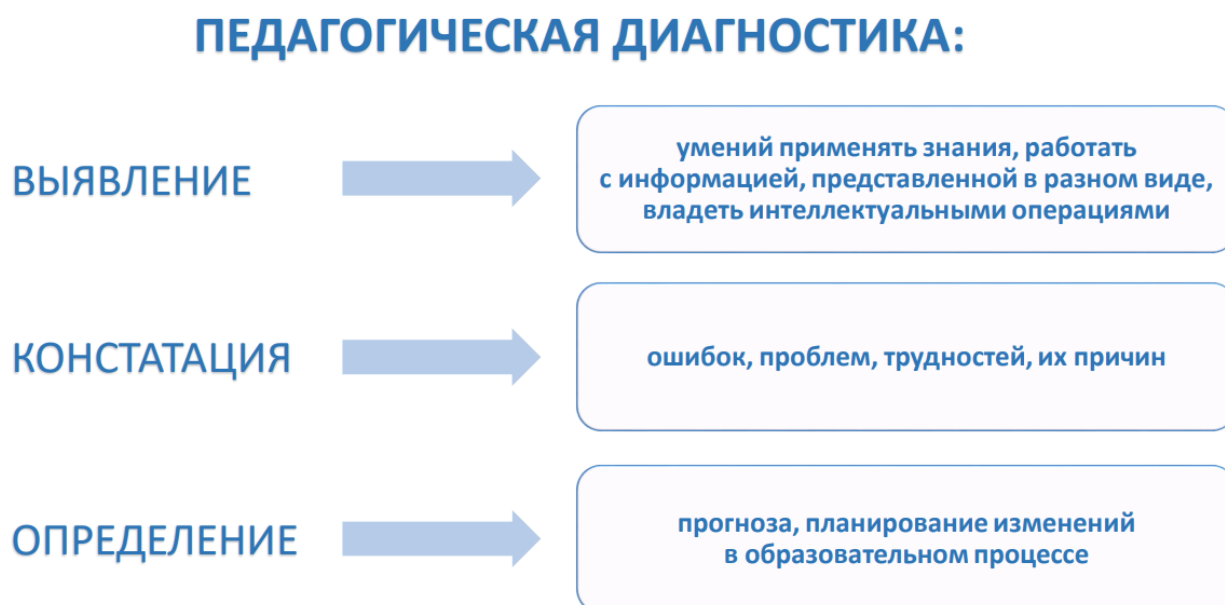 ПЕДАГОГИЧЕСКАЯ ДИАГНОСТИКА:
ВЫЯВЛЕНИЕ
умений применять знания, работать
с информацией, представленной в разном виде,
владеть интеллектуальными операциями
КОНСТАТАЦИЯ
ошибок, проблем, трудностей, их причин
ОПРЕДЕЛЕНИЕ
прогноза, планирование изменений
в образовательном процессе